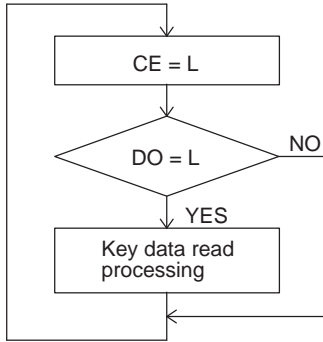 CE = L
DO = L
NO
YES
Key data read
processing